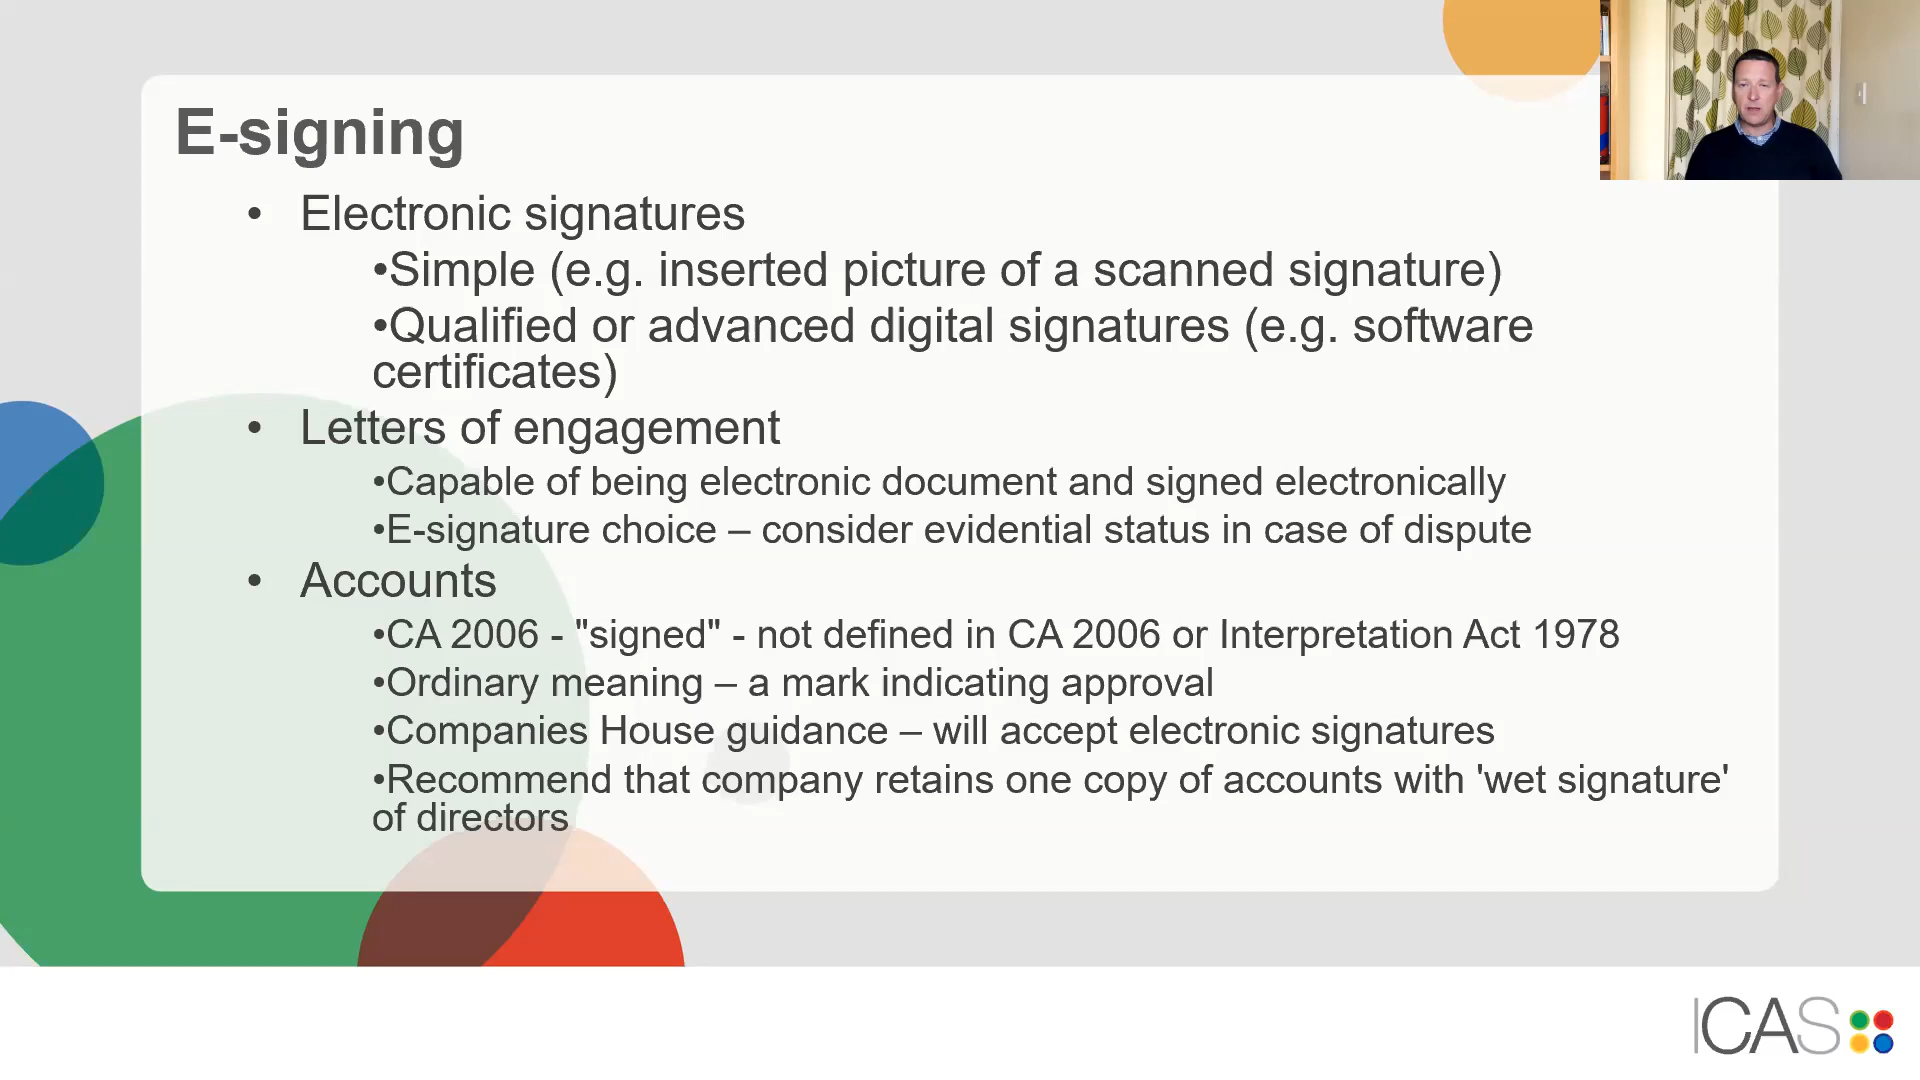 E-signing
• Electronic signatures
•Simple (e.g. inserted picture of a scanned signature)
•Qualified or advanced digital signatures (e.g. software
certificates)
• Letters of engagement
•Capable of being electronic document and signed electronically
•E-signature choice – consider evidential status in case of dispute
• Accounts
•CA 2006 - "signed" - not defined in CA 2006 or Interpretation Act 1978
•Ordinary meaning – a mark indicating approval
•Companies House guidance – will accept electronic signatures
•Recommend that company retains one copy of accounts with 'wet signature'
of directors
ICAS